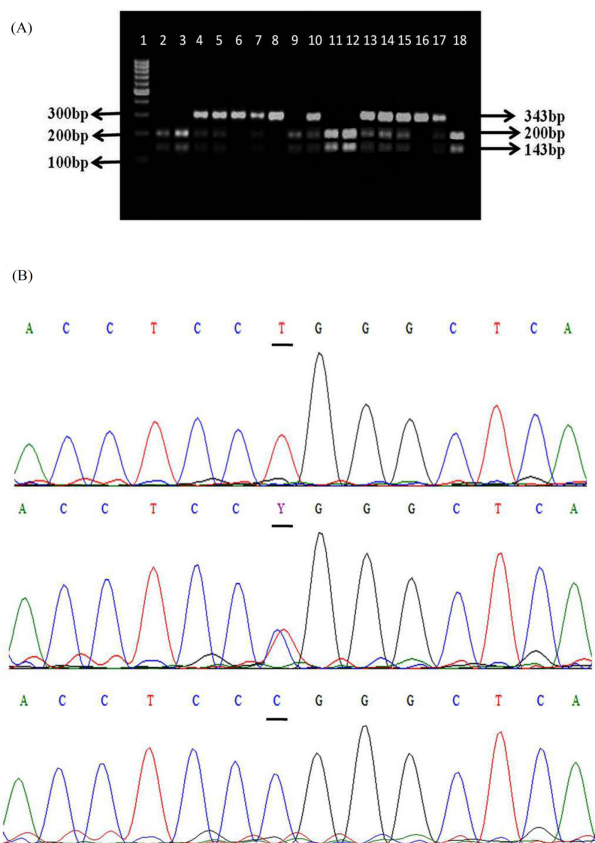 (A)
1 2 3 4 5 6 7 8 9 10 11 12 13 14 15 16 17 18
300bp 343bp
200bp 200bp
100bp 143bp
(B)
A C C T C C T G G G C T C A
A C C T C C Y G G G C T C A
A C C T C C C G G G C T C A